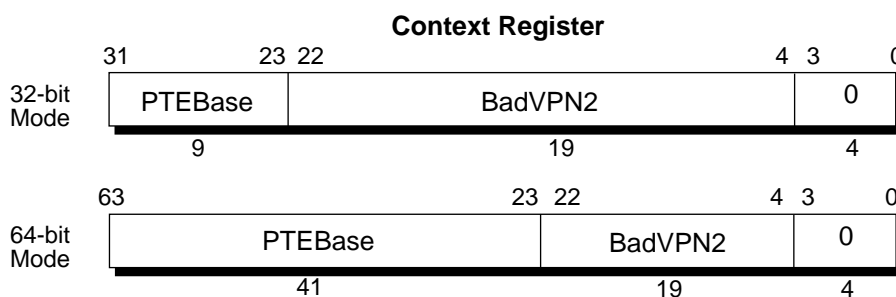 Context Register
31 23 22 4 3 0
32-bit
Mode
PTEBase BadVPN2 0
9 19 4
63 23 22 4 3 0
64-bit
Mode
PTEBase BadVPN2 0
41 19 4